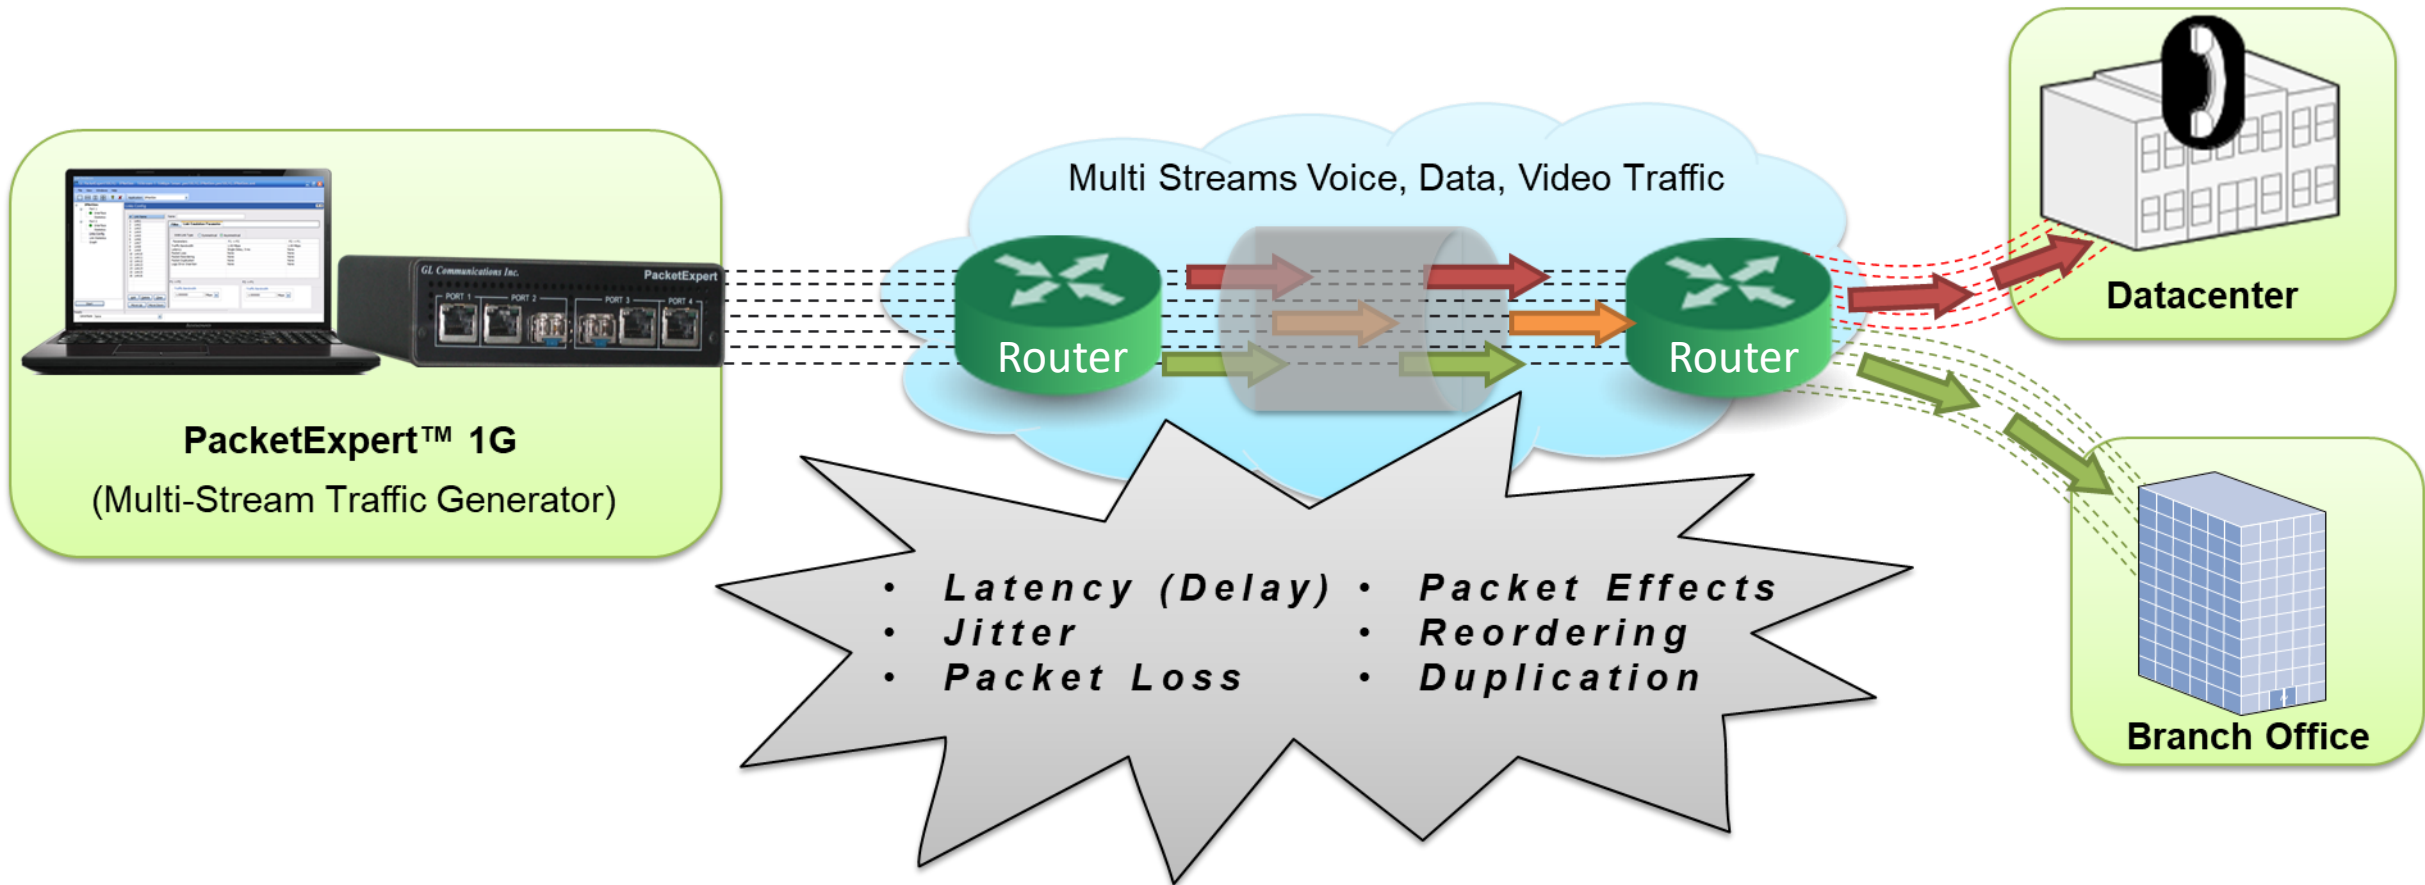 GL Communications Inc.
PacketExpert
PORT 1
PORT 2
PORT 3
PORT 4
PacketExpert™ 1G
(Multi-Stream Traffic Generator)
Multi Streams Voice, Data, Video Traffic
Router
Router
• Latency (Delay)
• Jitter
• Packet Loss
• Packet Effects
• Reordering
• Duplication
Datacenter
Branch Office